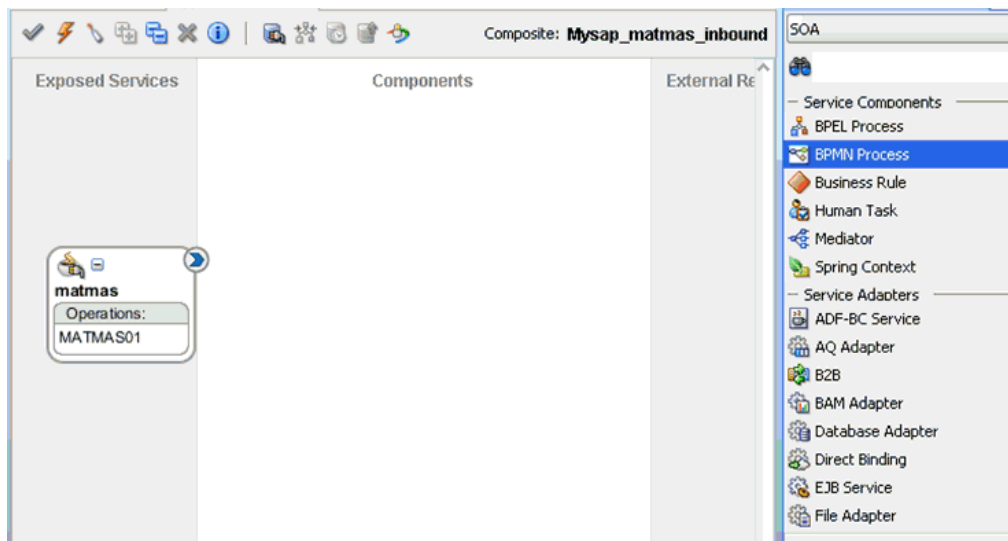 Composite: Mysap_matmas_inbound
Exposed Services
Components
External Re
matmas
Operations:
MATMAS01
SOA
Service Components
BPEL Process
BPMN Process
Business Rule
Human Task
Mediator
Spring Context
Service Adapters
ADF-BC Service
AQ Adapter
B2B
BAM Adapter
Database Adapter
Direct Binding
EJB Service
File Adapter